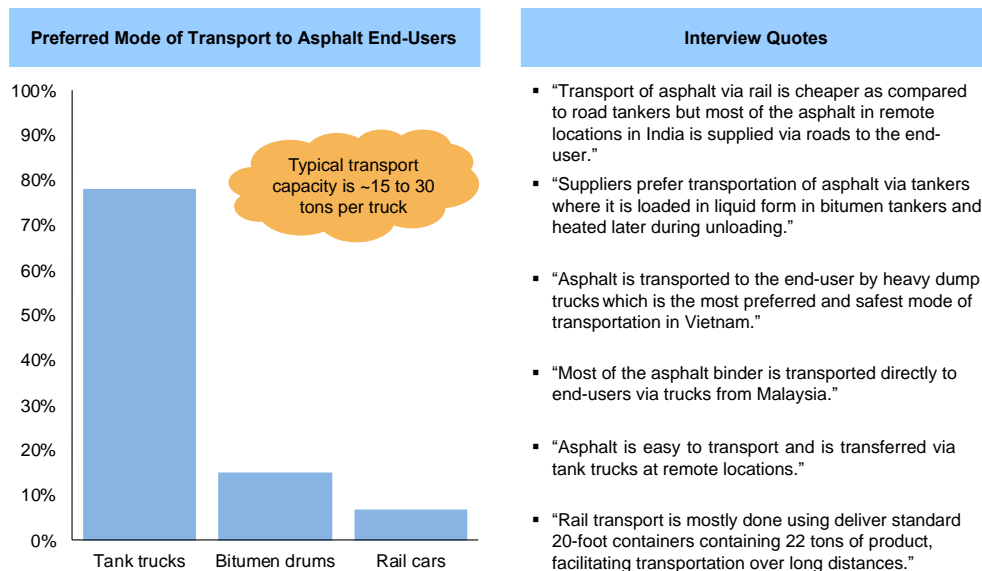 Preferred Mode of Transport to Asphalt End-Users
100%
90%
80%
70%
60%
50%
40%
30%
20%
10%
0%
Typical transport
capacity is ~15 to 30
tons per truck
Tank trucks
Bitumen drums
Rail cars
Interview Quotes
▪ “Transport of asphalt via rail is cheaper as compared
to road tankers but most of the asphalt in remote
locations in India is supplied via roads to the end-
user.”
▪ “Suppliers prefer transportation of asphalt via tankers
where it is loaded in liquid form in bitumen tankers and
heated later during unloading.”
▪ “Asphalt is transported to the end-user by heavy dump
trucks which is the most preferred and safest mode of
transportation in Vietnam.”
▪ “Most of the asphalt binder is transported directly to
end-users via trucks from Malaysia.”
▪ “Asphalt is easy to transport and is transferred via
tank trucks at remote locations.”
▪ “Rail transport is mostly done using deliver standard
20-foot containers containing 22 tons of product,
facilitating transportation over long distances.”